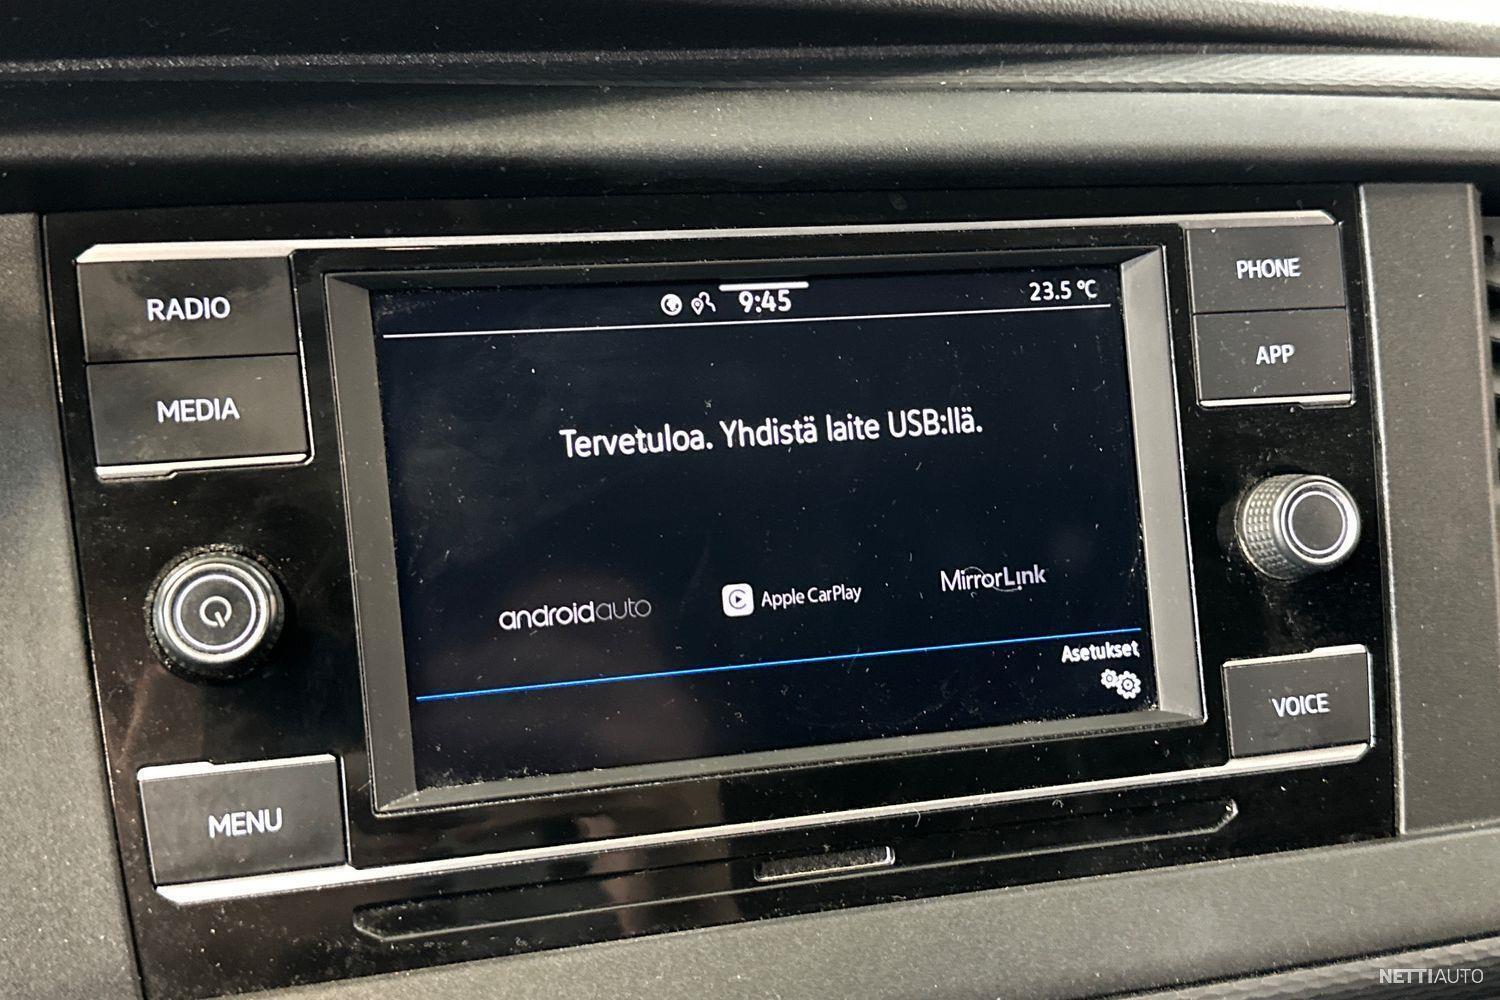 RADIO
MEDIA
MENU
9:45
23.5 °C
Tervetuloa. Yhdistä laite USB:llä.
androidauto
Apple CarPlay
MirrorLink
Asetukset
PHONE
APP
VOICE
NETTIAUTO